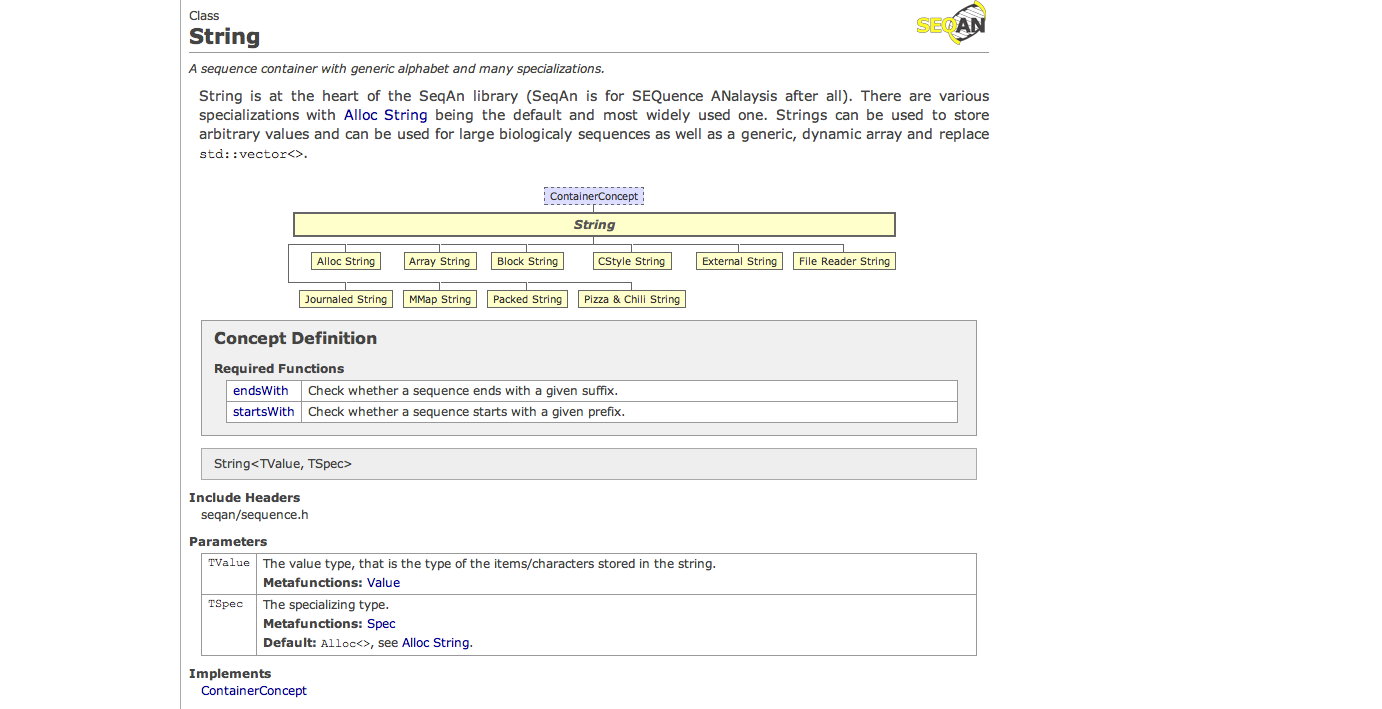 Class
String
SEQAN
A sequence container with generic alphabet and many specializations.
String is at the heart of the SeqAn library (SeqAn is for SEQuence ANalaysis after all). There are various
specializations with Alloc String being the default and most widely used one. Strings can be used to store
arbitrary values and can be used for large biologicaly sequences as well as a generic, dynamic array and replace
std::vector<>.
ContainerConcept
String
Alloc String Array String Block String CStyle String External String File Reader String
Journaled String MMap String Packed String Pizza & Chili String
Concept Definition
Required Functions
endsWith Check whether a sequence ends with a given suffix.
startsWith Check whether a sequence starts with a given prefix.
String<TValue, TSpec>
Include Headers
seqan/sequence.h
Parameters
TValue The value type, that is the type of the items/characters stored in the string.
Metafunctions: Value
TSpec The specializing type.
Metafunctions: Spec
Default: Alloc<>, see Alloc String.
Implements
ContainerConcept